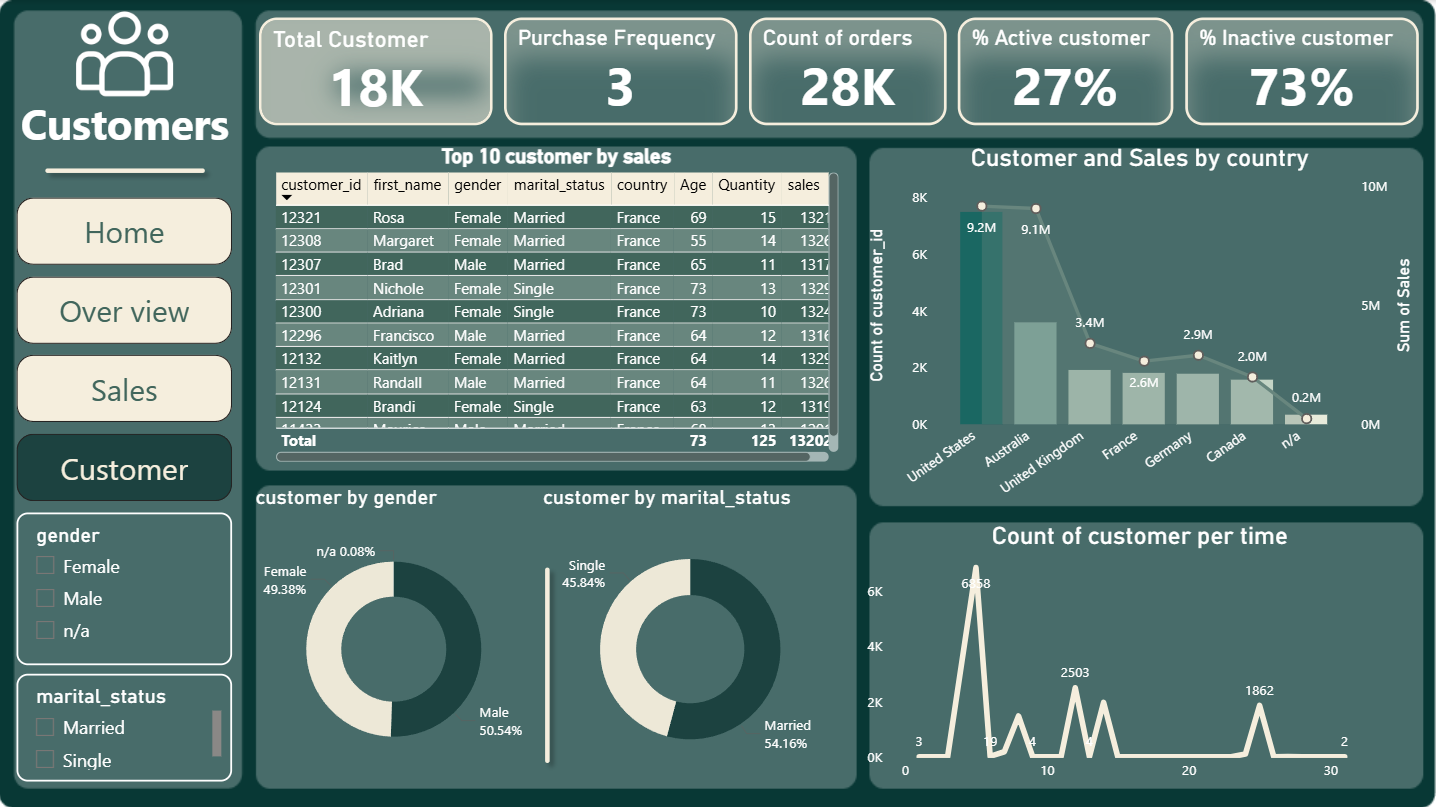 Customers
Home
Over view
Sales
Customer
gender
Female
Male
n/a
marital_status
Married
Single
Total Customer
18K
Purchase Frequency
3
Count of orders
28K
% Active customer
27%
% Inactive customer
73%
Top 10 customer by sales
customer_id first_name gender marital_status country Age Quantity sales
12321 Rosa Female Married France 69 15 1321
12308 Margaret Female Married France 55 14 1326
12307 Brad Male Married France 65 11 1317
12301 Nichole Female Single France 73 13 1329
12300 Adriana Female Single France 73 10 1324
12296 Francisco Male Married France 64 12 1316
12132 Kaitlyn Female Married France 64 14 1329
12131 Randall Male Married France 64 11 1326
12124 Brandi Female Single France 63 12 1319
Total 73 125 13202
Customer and Sales by country
Count of customer_id
8K
6K
4K
2K
0K
9.2M
9.1M
3.4M
2.6M
2.9M
2.0M
0.2M
10M
5M
0M
Sum of Sales
United States
Australia
United Kingdom
France
Germany
Canada
n/a
customer by gender
n/a 0.08%
Female
49.38%
Male
50.54%
customer by marital_status
Single
45.84%
Married
54.16%
Count of customer per time
6K
4K
2K
0K
3
6858
19
4
2503
1862
2
0
10
20
30